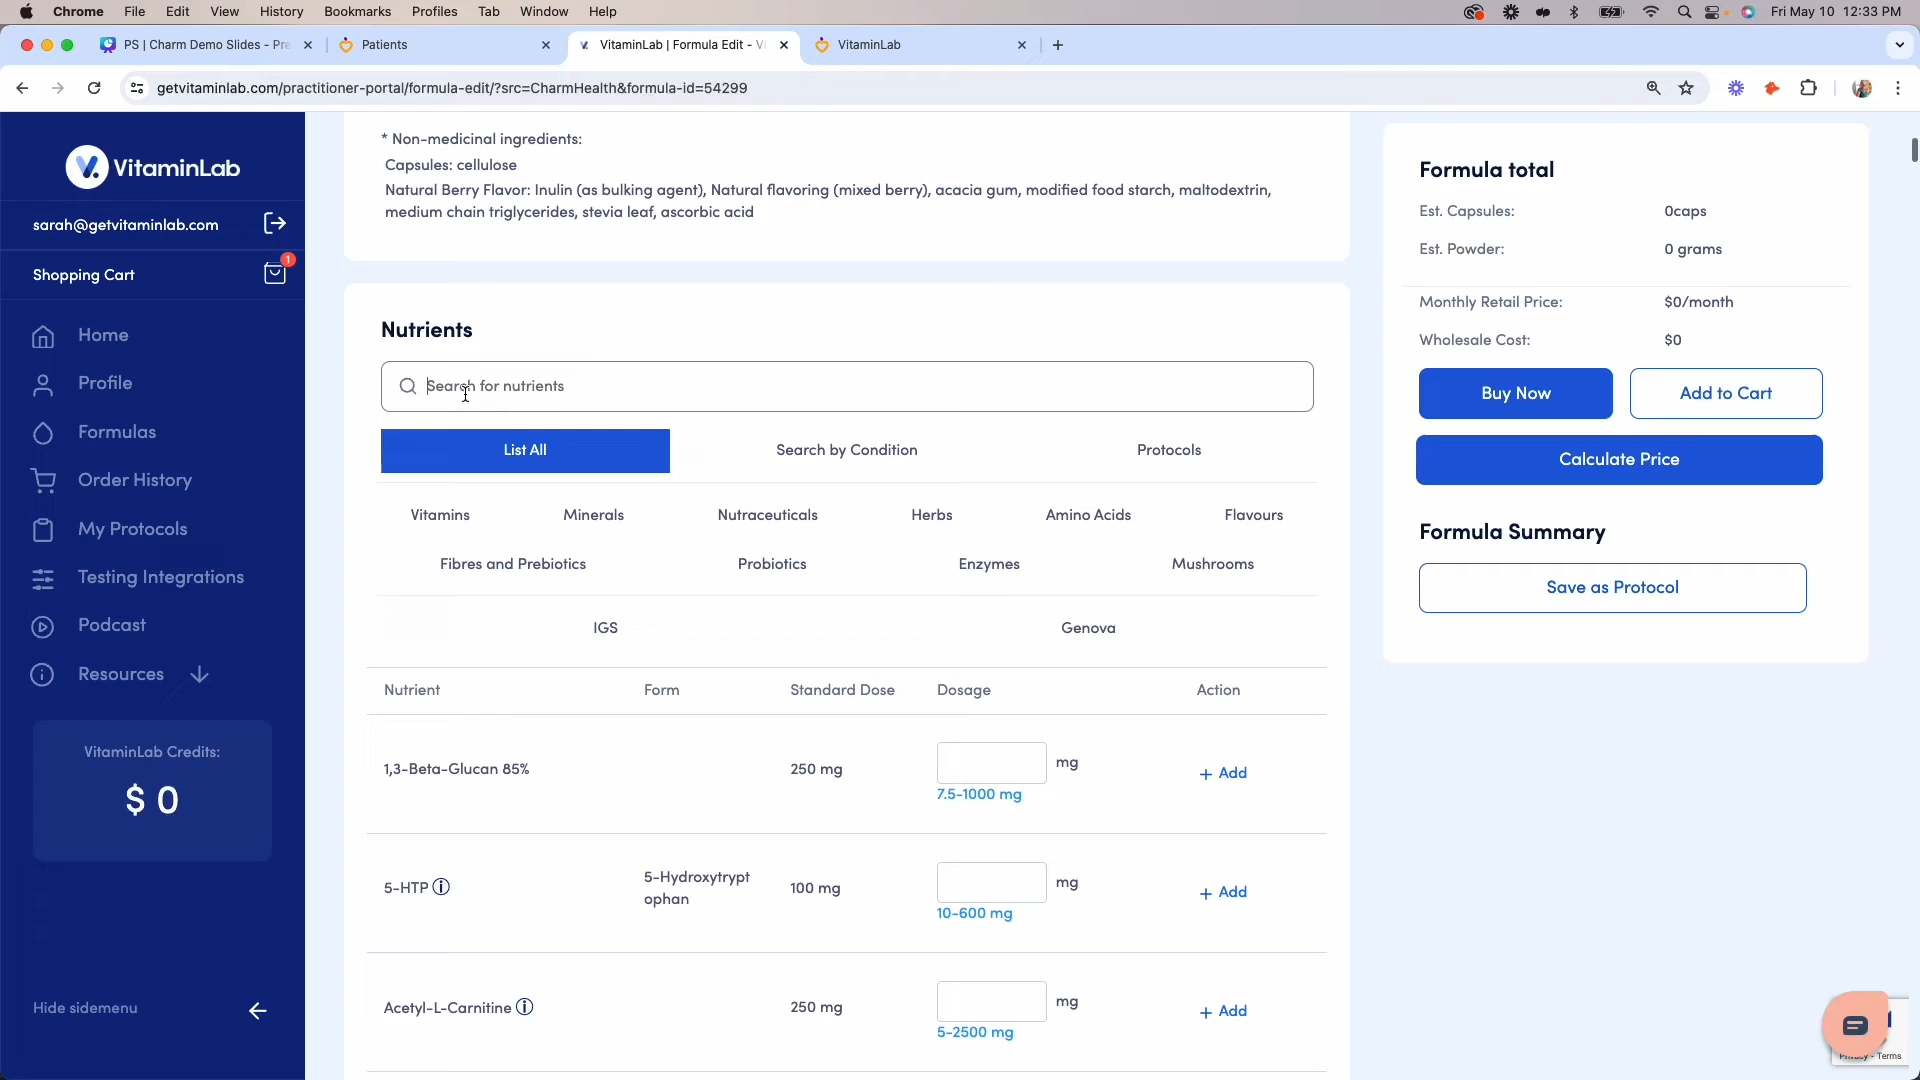 Chrome File Edit View History Bookmarks Profiles Tab Window Help
Fri May 10 12:33 PM
PS | Charm Demo Slides - Pre
Patients
VitaminLab | Formula Edit - Vi
VitaminLab
getvitaminlab.com/practitioner-portal/formula-edit/?src=CharmHealth&formula-id=54299
VitaminLab
sarah@getvitaminlab.com
Shopping Cart
1
Home
Profile
Formulas
Order History
My Protocols
Testing Integrations
Podcast
Resources
VitaminLab Credits:
$ 0
Hide sidemenu
* Non-medicinal ingredients:
Capsules: cellulose
Natural Berry Flavor: Inulin (as bulking agent), Natural flavoring (mixed berry), acacia gum, modified food starch, maltodextrin,
medium chain triglycerides, stevia leaf, ascorbic acid
Nutrients
Search for nutrients
List All Search by Condition Protocols
Vitamins Minerals Nutraceuticals Herbs Amino Acids Flavours
Fibres and Prebiotics Probiotics Enzymes Mushrooms
IGS Genova
Nutrient Form Standard Dose Dosage Action
1,3-Beta-Glucan 85% 250 mg mg + Add
7.5-1000 mg
5-HTP 5-Hydroxytrypt
ophan 100 mg mg + Add
10-600 mg
Acetyl-L-Carnitine 250 mg mg + Add
5-2500 mg
Formula total
Est. Capsules: 0caps
Est. Powder: 0 grams
Monthly Retail Price: $0/month
Wholesale Cost: $0
Buy Now Add to Cart
Calculate Price
Formula Summary
Save as Protocol
Privacy - Terms